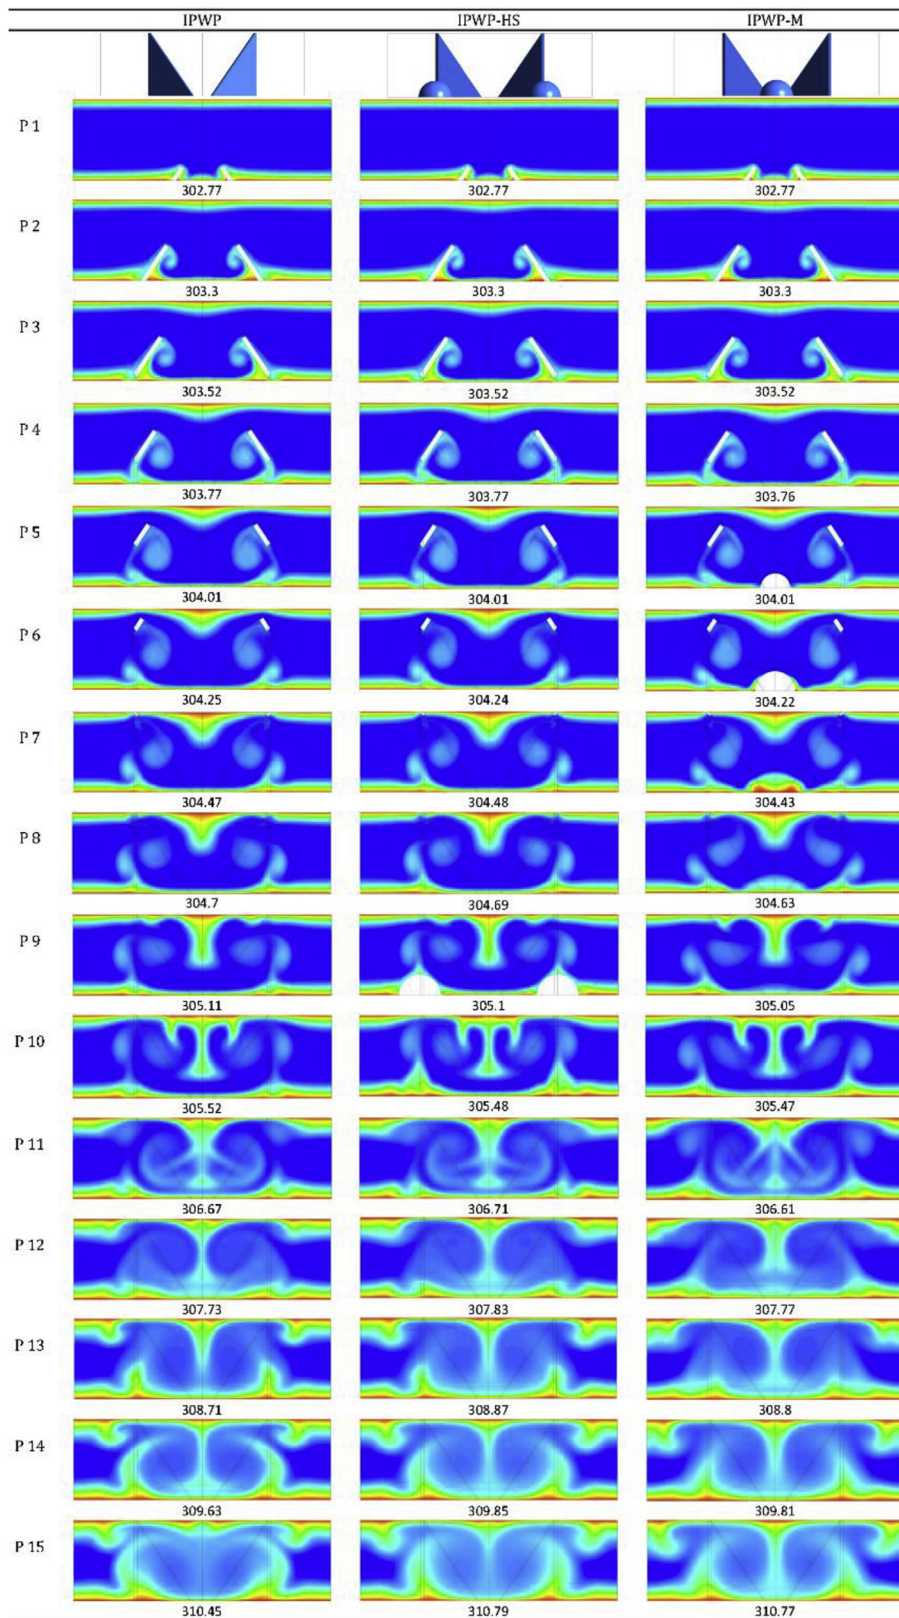 IPWP IPWP-HS IPWP-M
P 1
302.77 302.77 302.77
P 2
303.3 303.3 303.3
P 3
303.52 303.52 303.52
P 4
303.77 303.77 303.76
P 5
304.01 304.01 304.01
P 6
304.25 304.24 304.22
P 7
304.47 304.48 304.43
P 8
304.7 304.69 304.63
P 9
305.11 305.1 305.05
P 10
305.52 305.48 305.47
P 11
306.67 306.71 306.61
P 12
307.73 307.83 307.77
P 13
308.71 308.87 308.8
P 14
309.63 309.85 309.81
P 15
310.45 310.79 310.77